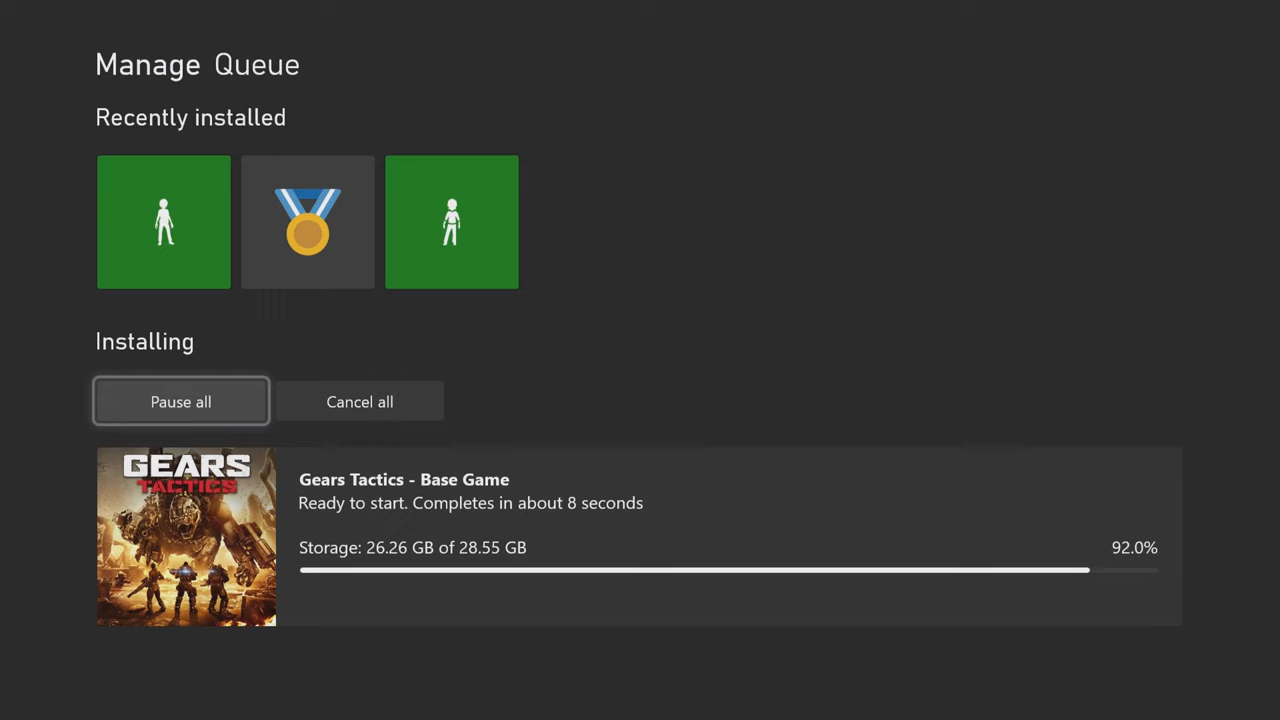 Manage Queue
Recently installed
Installing
Pause all
Cancel all
GEARS
TACTICS
Gears Tactics - Base Game
Ready to start. Completes in about 8 seconds
Storage: 26.26 GB of 28.55 GB
92.0%